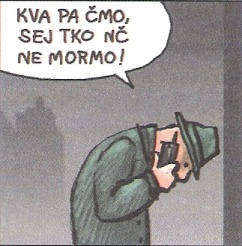 KVA PA ČMO,
SEJ TKO NČ
NE MORMO!